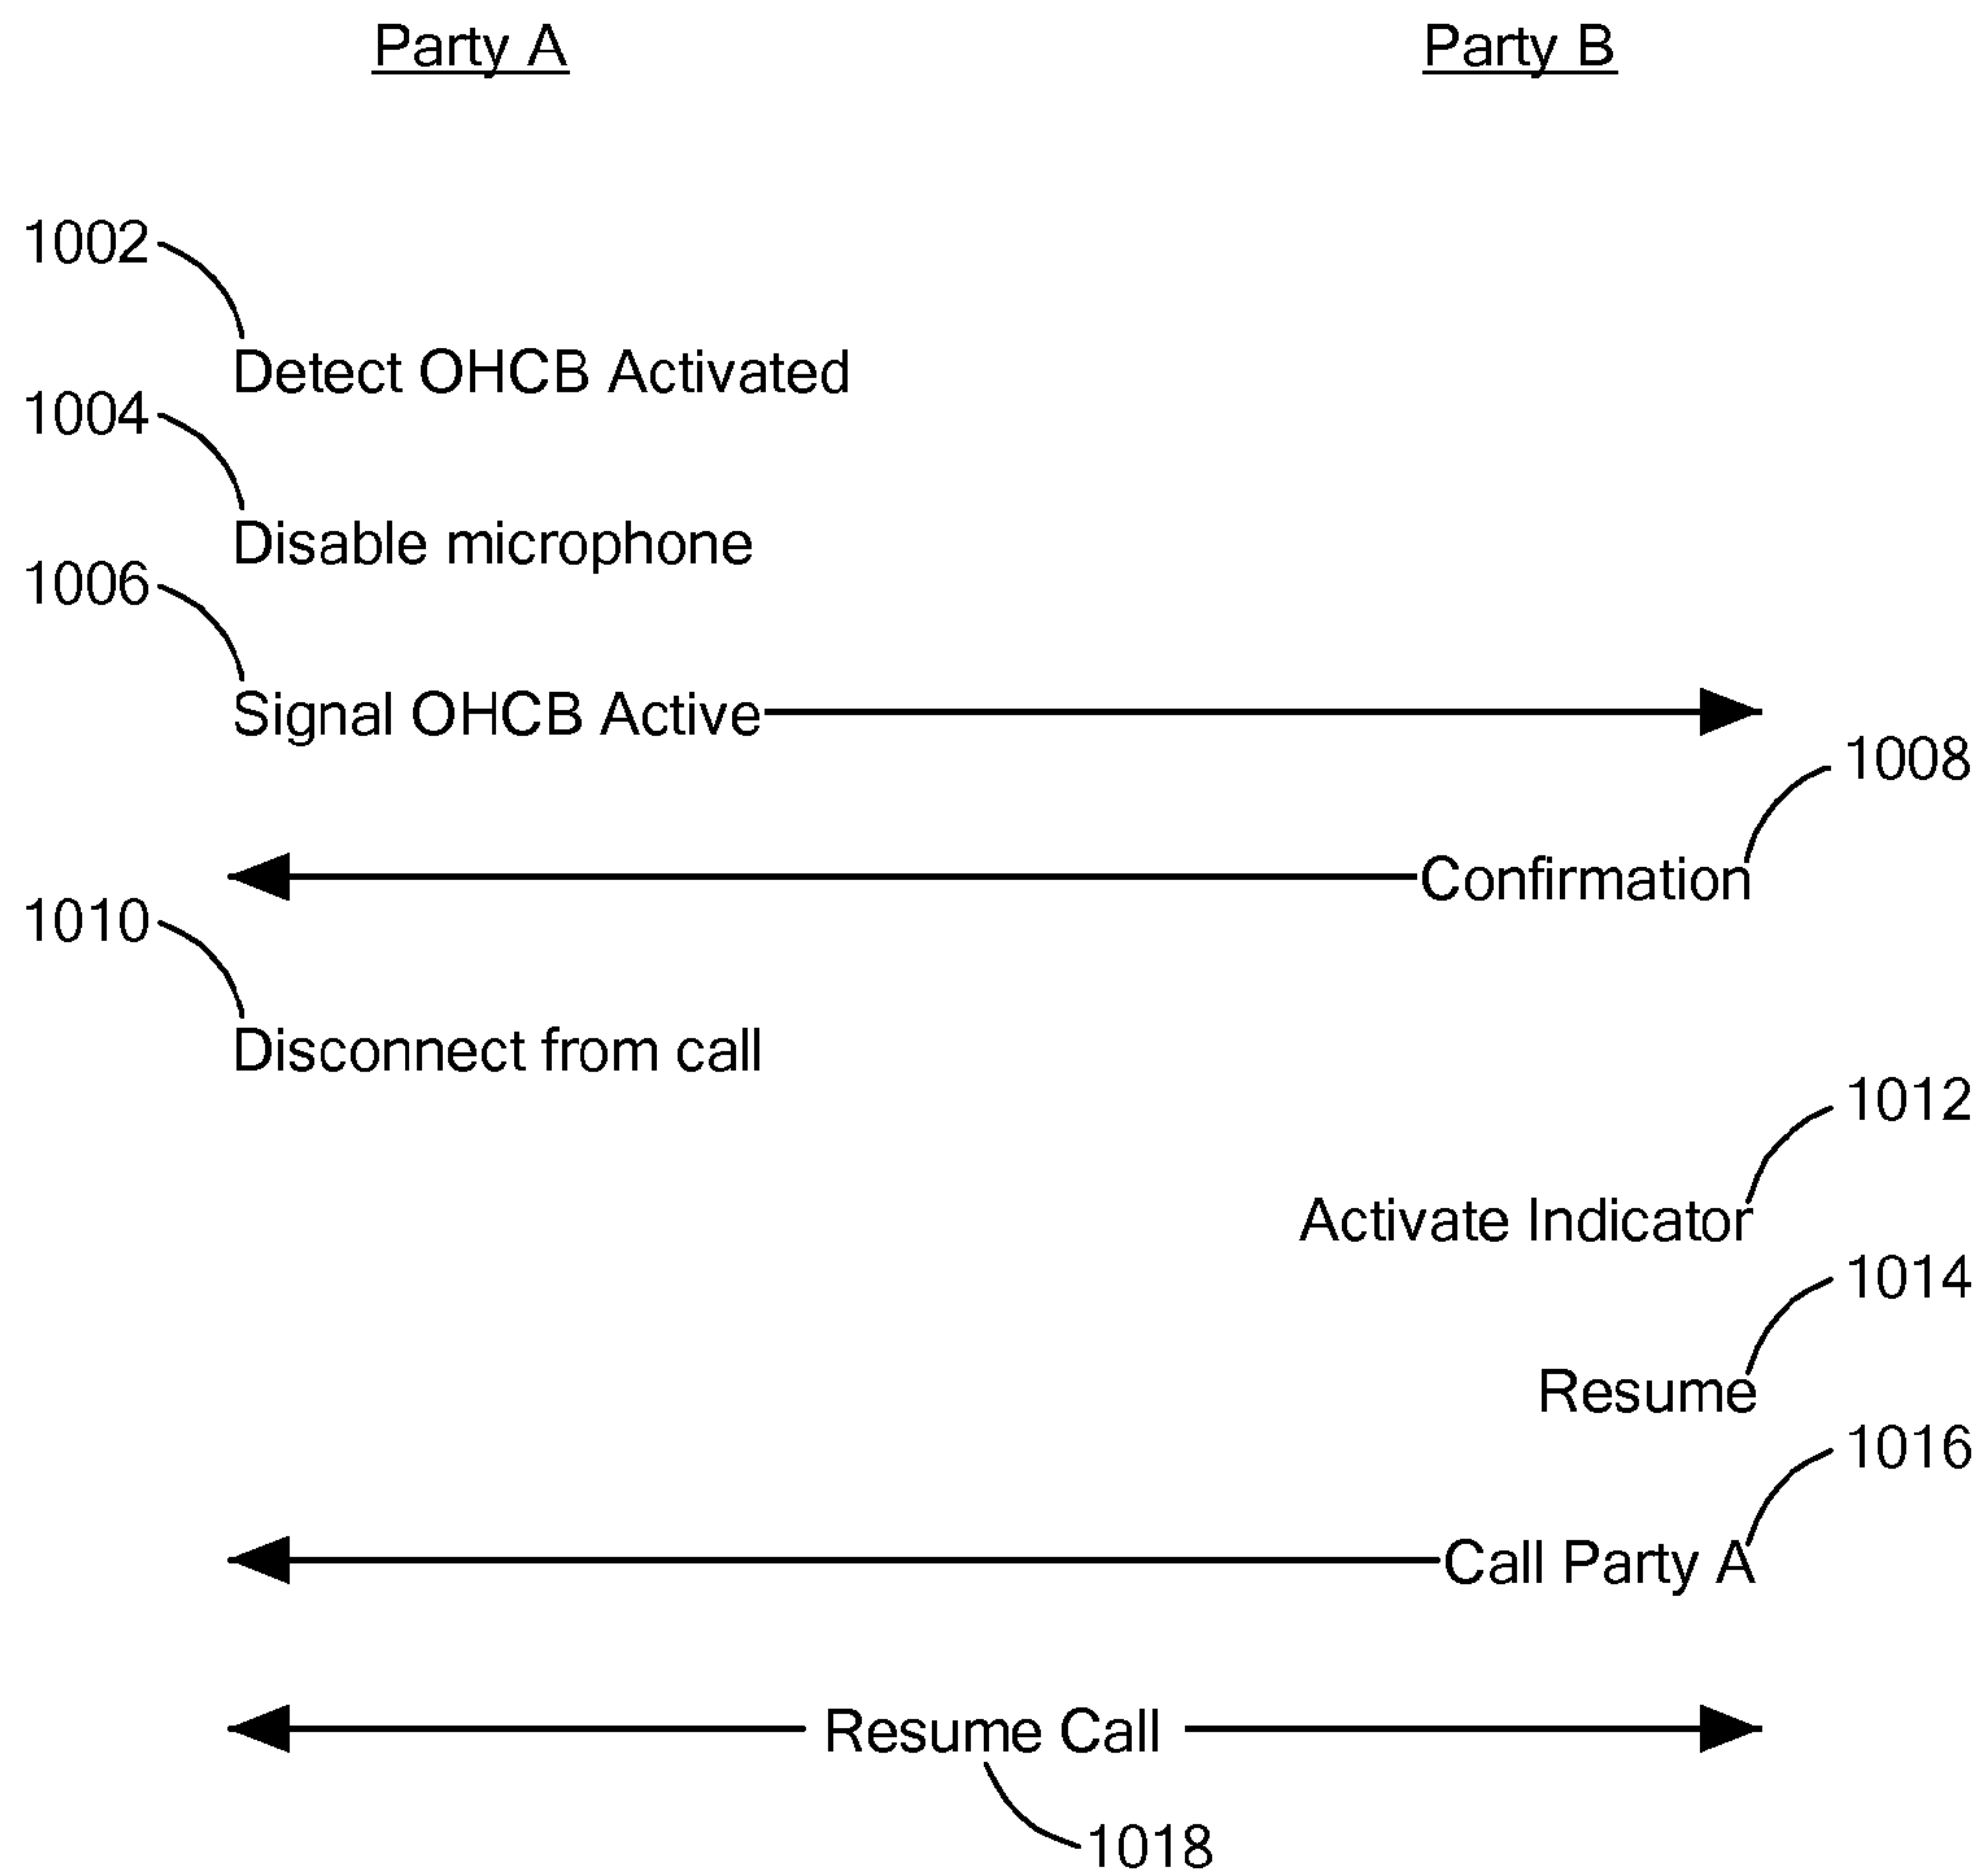 Party A
Party B
1002
Detect OHCB Activated
1004
Disable microphone
1006
Signal OHCB Active
1008
Confirmation
1010
Disconnect from call
1012
Activate Indicator
1014
Resume
1016
Call Party A
Resume Call
1018